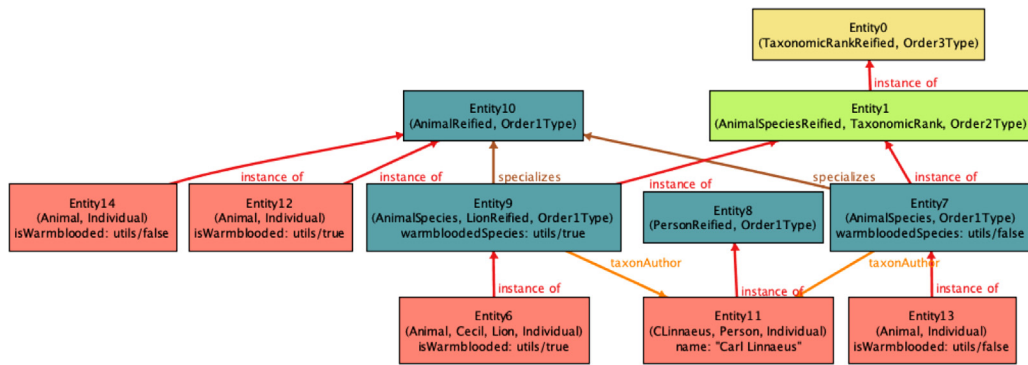 Entity0
(TaxonomicRankReified, Order3Type)
instance of
Entity10
(AnimalReified, Order1Type)
Entity1
(AnimalSpeciesReified, TaxonomicRank, Order2Type)
instance of
instance of
specializes
instance of
specializes
instance of
Entity14
(Animal, Individual)
isWarmblooded: utils/false
Entity12
(Animal, Individual)
isWarmblooded: utils/true
Entity9
(AnimalSpecies, LionReified, Order1Type)
warmbloodedSpecies: utils/true
Entity8
(PersonReified, Order1Type)
Entity7
(AnimalSpecies, Order1Type)
warmbloodedSpecies: utils/false
taxonAuthor
taxonAuthor
instance of
instance of
instance of
Entity6
(Animal, Cecil, Lion, Individual)
isWarmblooded: utils/true
Entity11
(CLinnaeus, Person, Individual)
name: "Carl Linnaeus"
Entity13
(Animal, Individual)
isWarmblooded: utils/false